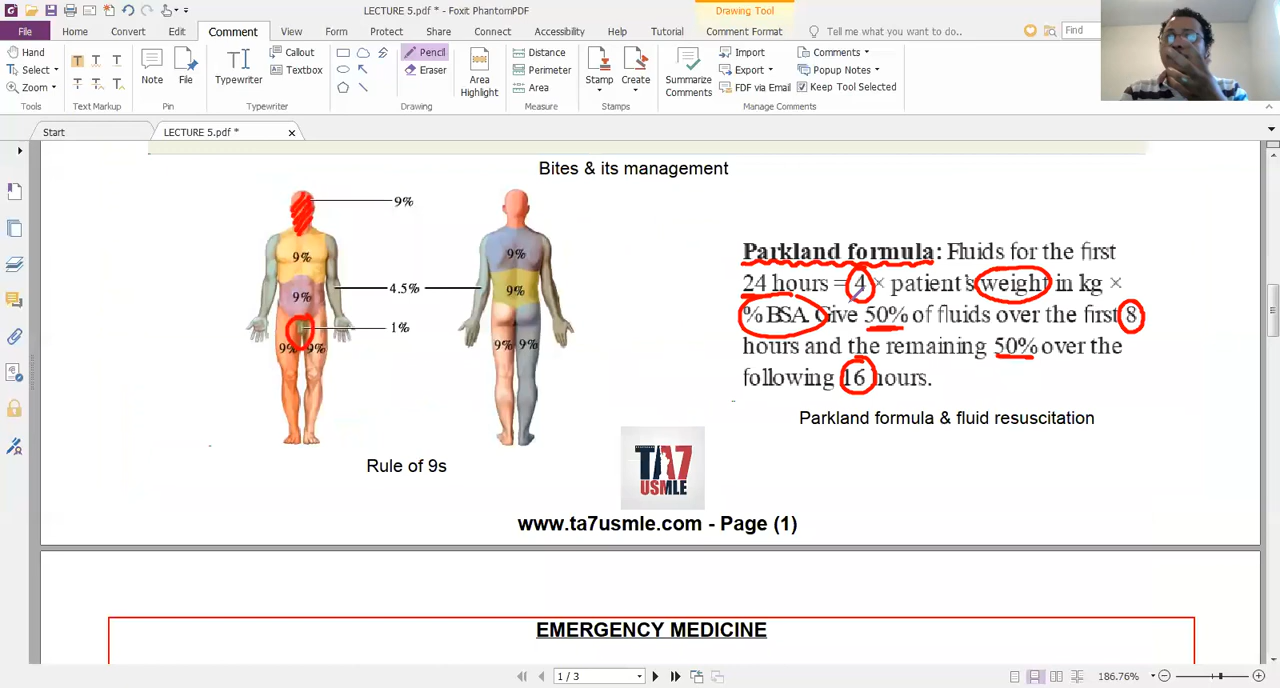 LECTURE 5.pdf * - Foxit PhantomPDF
Drawing Tool
File
Home
Convert
Edit
Comment
Insert
View
Form
Protect
Share
Connect
Accessibility
Help
Tutorial
Comment Format
Tell me what you want to do..
Find
Hand
Select
Zoom
Tools
Text Markup
Note
File
Pin
Typewriter
Callout
Textbox
Typewriter
Pencil
Eraser
Drawing
Area
Highlight
Distance
Perimeter
Area
Measure
Stamp
Create
Stamps
Summarize
Comments
Import
Export
FDF via Email
Comments
Popup Notes
Keep Tool Selected
Manage Comments
Start
LECTURE 5.pdf *
Bites & its management
9%
9%
9%
4.5%
1%
9%
9%
9%
9%
9%
9%
Rule of 9s
Parkland formula: Fluids for the first
24 hours = 4 × patient's weight in kg ×
% BSA. Give 50% of fluids over the first 8
hours and the remaining 50% over the
following 16 hours.
Parkland formula & fluid resuscitation
TA7
USMLE
www.ta7usmle.com - Page (1)
EMERGENCY MEDICINE
1 / 3
186.76%